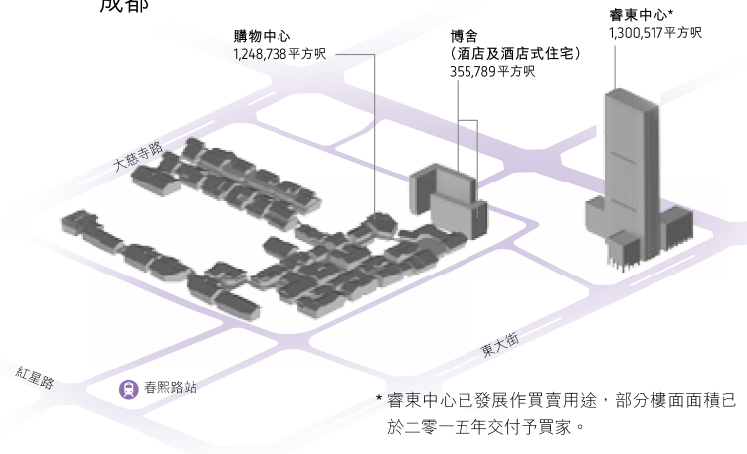 成都
睿東中心*
1,300,517平方呎
購物中心
1,248,738平方呎
博舍
(酒店及酒店式住宅)
355,789平方呎
大慈寺路
東大街
紅星路
春熙路站
* 睿東中心已發展作買賣用途，部分樓面面積已
於二零一五年交付予買家。